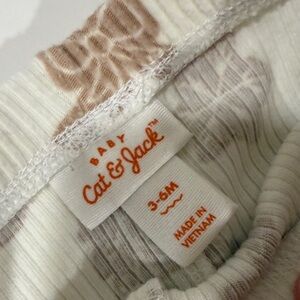 BABY
Cat & Jack™
3-6M
MADE IN
VIETNAM